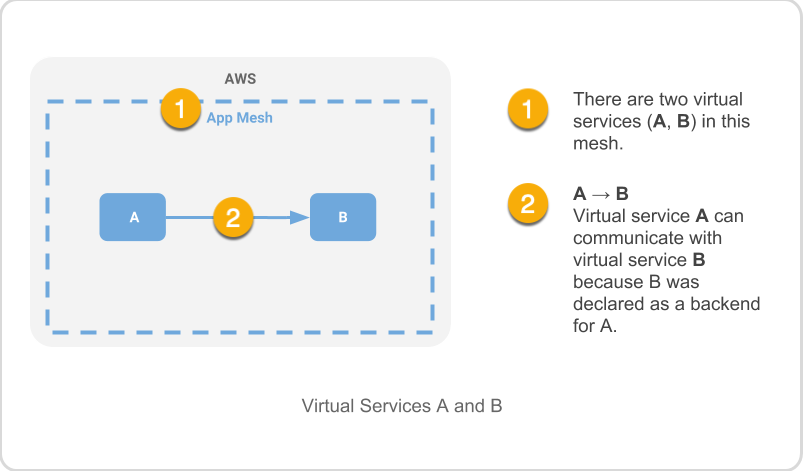 AWS
1
App Mesh
A
2
B
1
There are two virtual
services (A, B) in this
mesh.
2
A → B
Virtual service A can
communicate with
virtual service B
because B was
declared as a backend
for A.
Virtual Services A and B